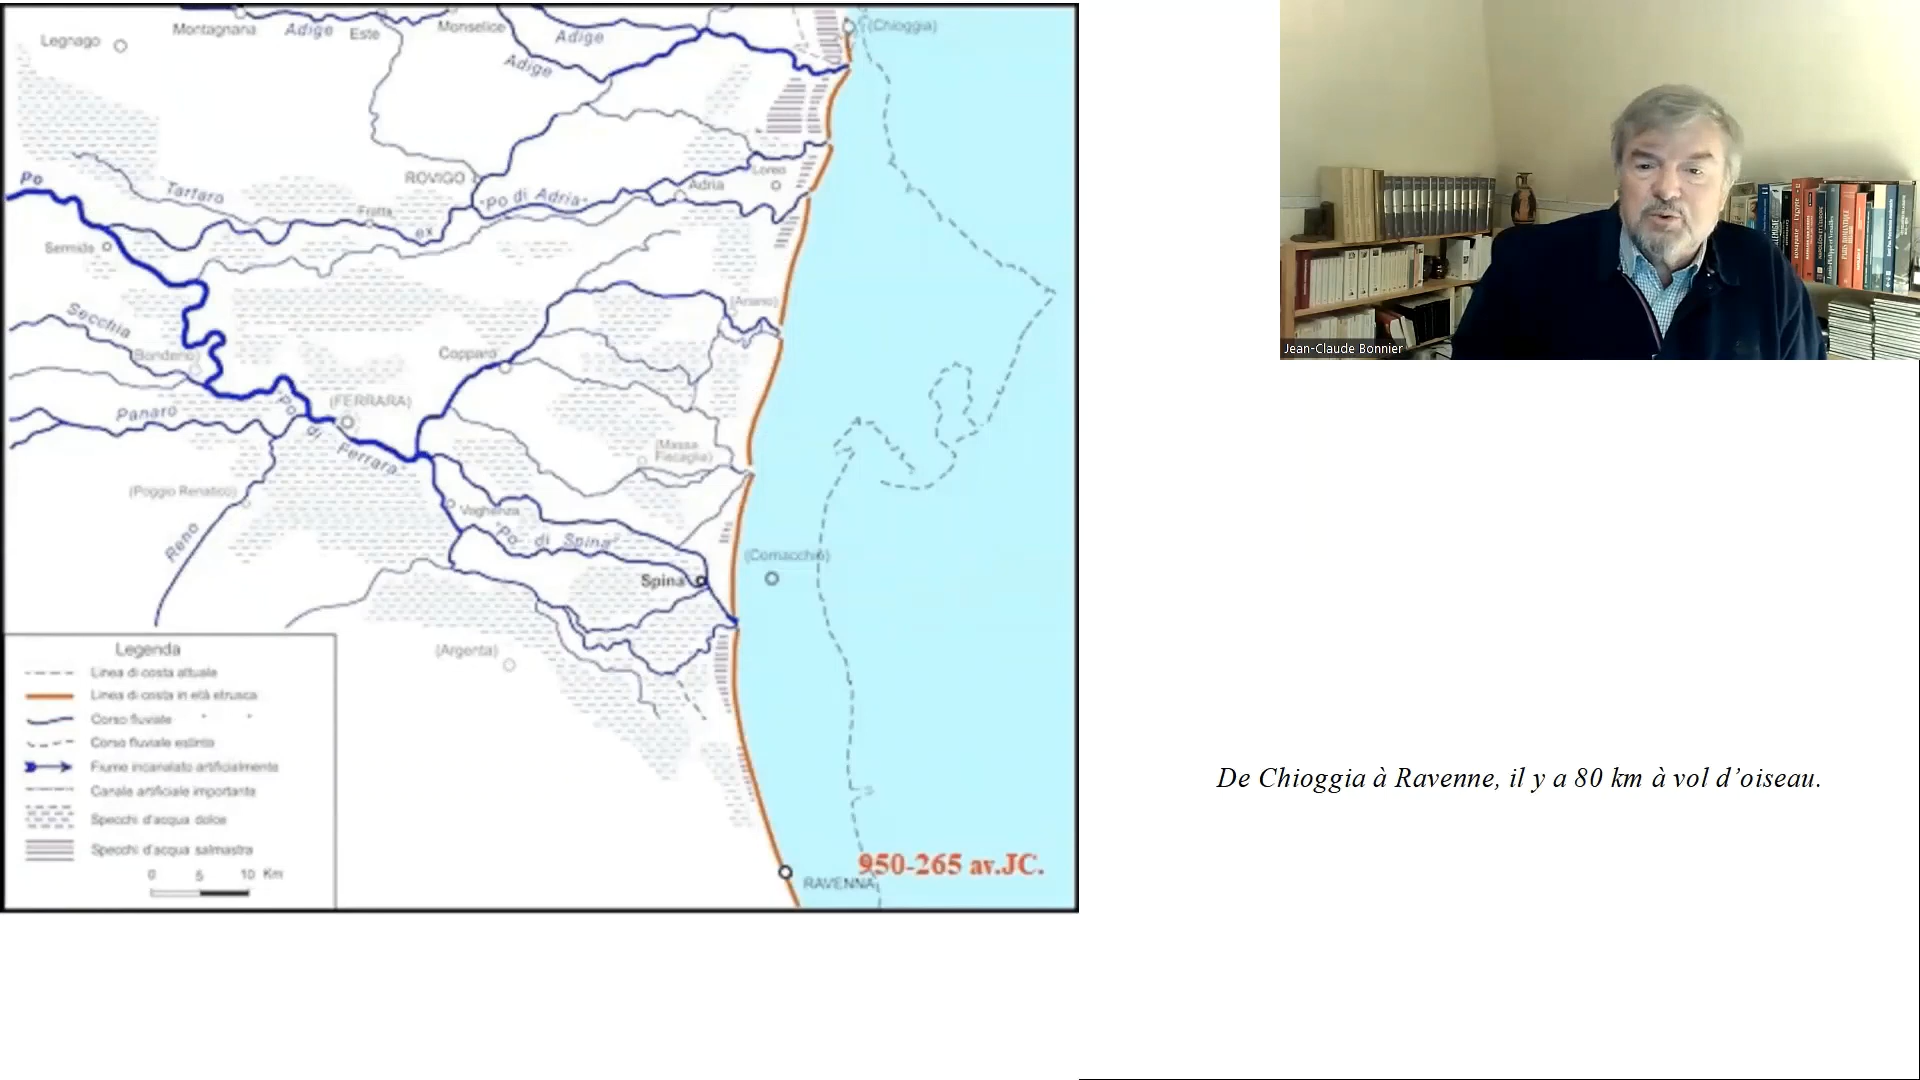 Legnago
Montagnana
Adige
Este
Monselice
Adige
Adige
(Chioggia)
Po
Tartaro
ROVIGO
Fratta
ex
"Po di Adria"
Adria
Loreo
Sermide
Secchia
(Bondeno)
Panaro
"Po di Ferrara"
(FERRARA)
Copparo
(Ariano)
(Massa
Fiscaglia)
(Poggio Renatico)
Reno
Voghenza
"Po di Spina"
Spina
(Comacchio)
(Argenta)
RAVENNA
950-265 av.JC.
Legenda
Linea di costa attuale
Linea di costa in età etrusca
Corso fluviale
Corso fluviale estinto
Fiume incanalato artificialmente
Canale artificiale importante
Specchi d'acqua dolce
Specchi d'acqua salmastra
0 5 10 Km
Jean-Claude Bonnier
De Chioggia à Ravenne, il y a 80 km à vol d'oiseau.